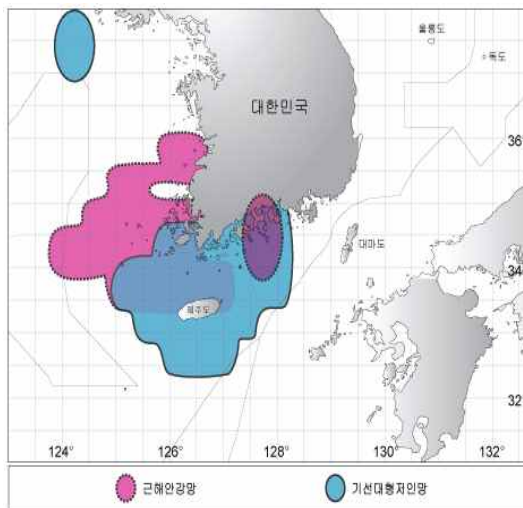 울릉도
독도
대한민국
36°
대마도
34°
제주도
32°
124°
126°
128°
130°
132°
근해안강망
기선대형저인망